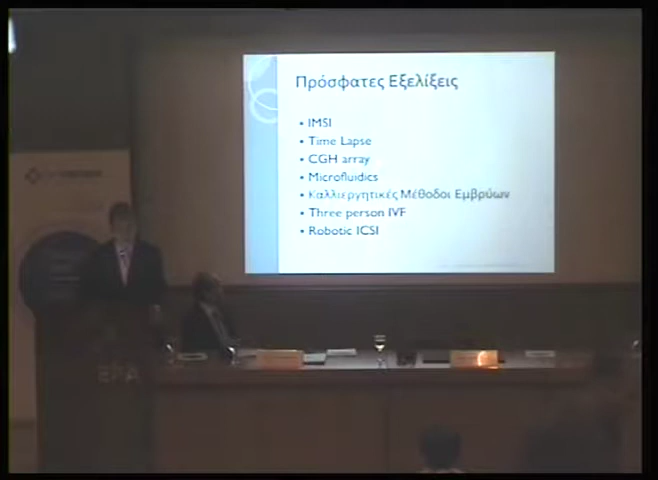 Πρόσφατες Εξελίξεις
• IMSI
• Time Lapse
• CGH array
• Microfluidics
• Καλλιεργητικές Μέθοδοι Εμβρύων
• Three person IVF
• Robotic ICSI